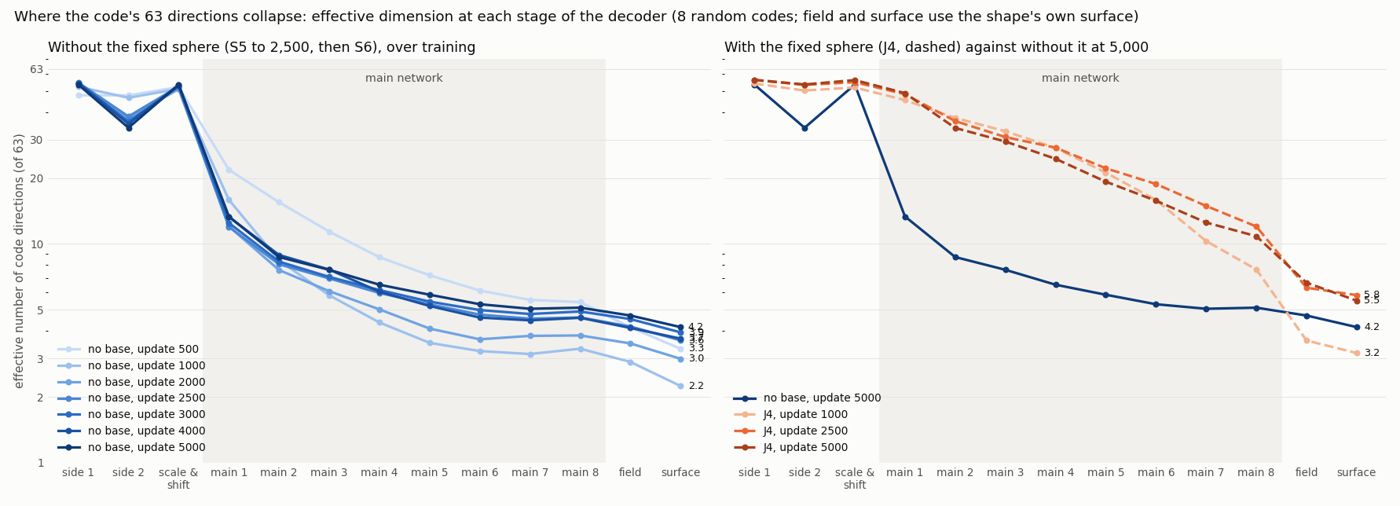 Where the code's 63 directions collapse: effective dimension at each stage of the decoder (8 random codes; field and surface use the shape's own surface)
Without the fixed sphere (S5 to 2,500, then S6), over training
effective number of code directions (of 63)
63
30
20
10
5
3
2
1
main network
4.2
3.3
3.0
2.2
no base, update 500
no base, update 1000
no base, update 2000
no base, update 2500
no base, update 3000
no base, update 4000
no base, update 5000
side 1
side 2
scale &
shift
main 1
main 2
main 3
main 4
main 5
main 6
main 7
main 8
field
surface
With the fixed sphere (J4, dashed) against without it at 5,000
main network
5.8
5.5
4.2
3.2
no base, update 5000
J4, update 1000
J4, update 2500
J4, update 5000
side 1
side 2
scale &
shift
main 1
main 2
main 3
main 4
main 5
main 6
main 7
main 8
field
surface